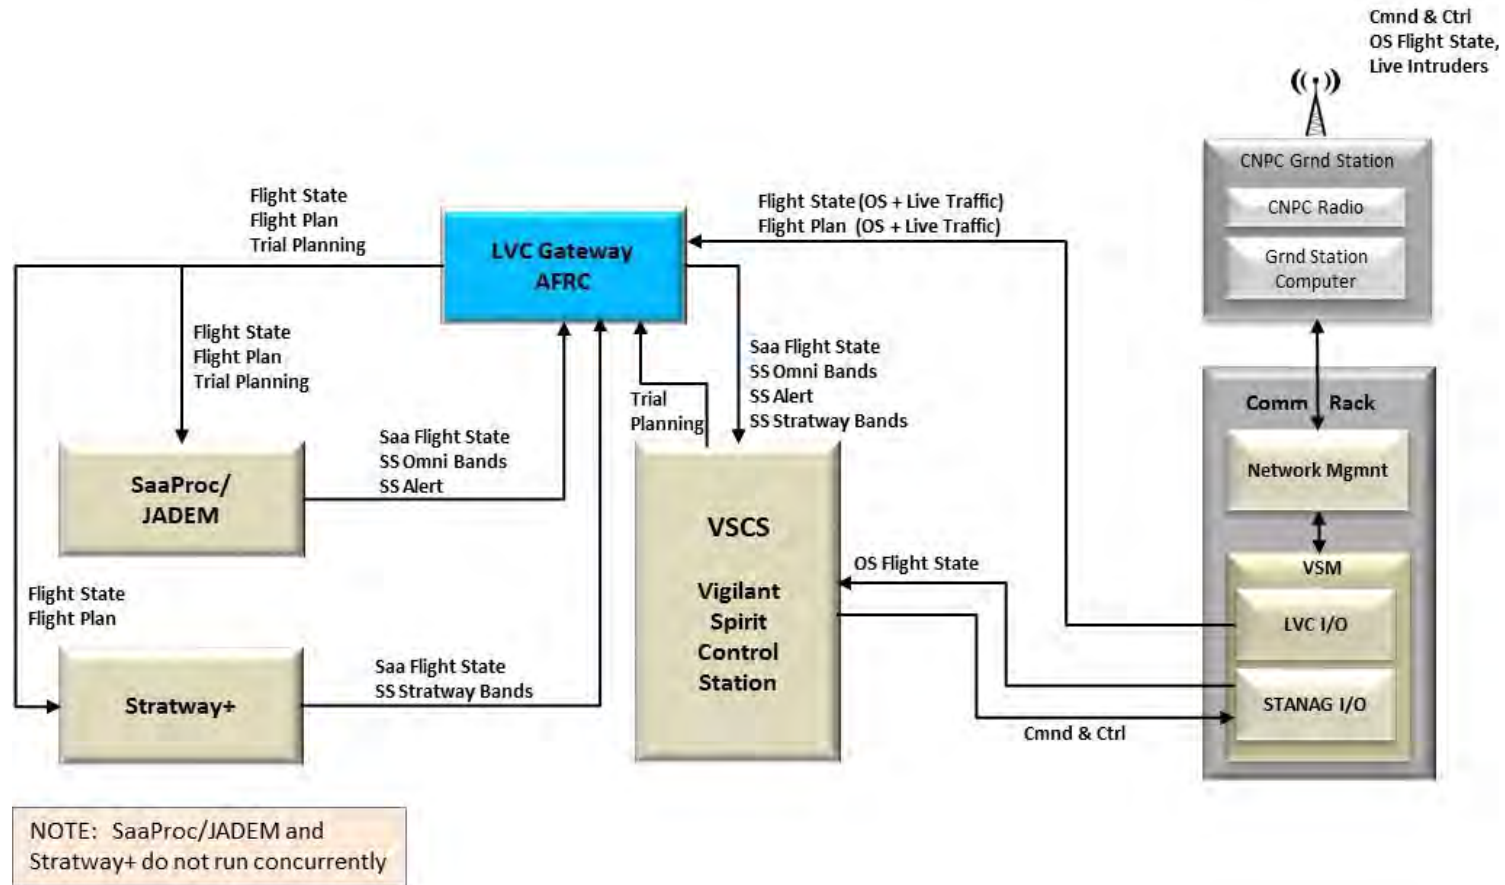 Cmnd & Ctrl
OS Flight State,
Live Intruders
CNPC Grnd Station
CNPC Radio
Grnd Station
Computer
Flight State
Flight Plan
Trial Planning
LVC Gateway
AFRC
Flight State (OS + Live Traffic)
Flight Plan (OS + Live Traffic)
Flight State
Flight Plan
Trial Planning
Saa Flight State
SS Omni Bands
SS Alert
SS Stratway Bands
Trial
Planning
Comm Rack
Network Mgmnt
SaaProc/
JADEM
Saa Flight State
SS Omni Bands
SS Alert
VSCS
Vigilant
Spirit
Control
Station
OS Flight State
VSM
LVC I/O
STANAG I/O
Cmnd & Ctrl
Flight State
Flight Plan
Stratway+
Saa Flight State
SS Stratway Bands
NOTE: SaaProc/JADEM and
Stratway+ do not run concurrently